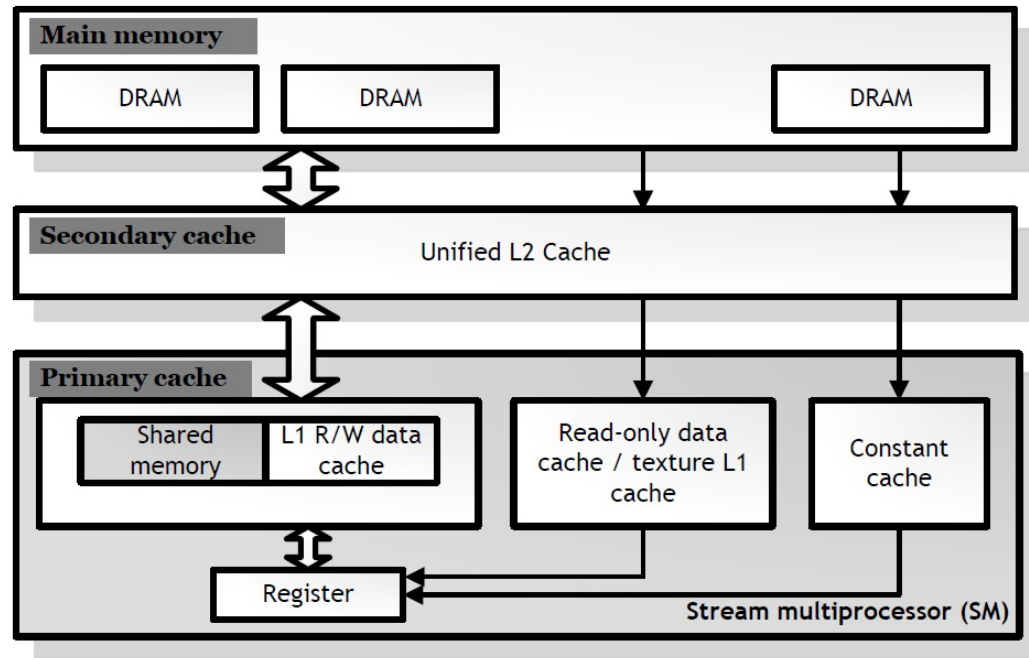 Main memory
DRAM
DRAM
DRAM
Secondary cache
Unified L2 Cache
Primary cache
Shared
memory
L1 R/W data
cache
Read-only data
cache / texture L1
cache
Constant
cache
Register
Stream multiprocessor (SM)